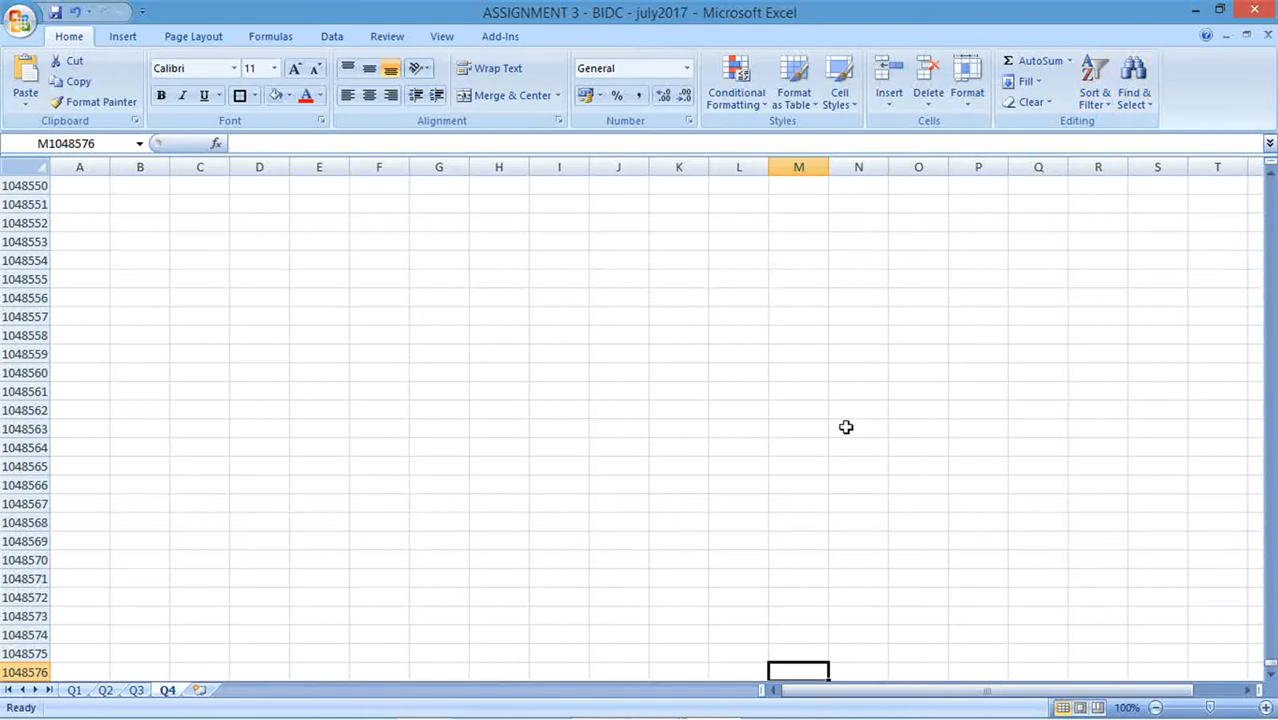 ASSIGNMENT 3 - BIDC - july2017 - Microsoft Excel
Home Insert Page Layout Formulas Data Review View Add-Ins
Paste
Cut
Copy
Format Painter
Clipboard
Calibri 11
B I U
Font
Wrap Text
Merge & Center
Alignment
General
% ,
Number
Conditional Formatting
Format as Table
Cell Styles
Styles
Insert
Delete
Format
Cells
Σ AutoSum
Fill
Clear
Sort & Filter
Find & Select
Editing
M1048576 fx
A B C D E F G H I J K L M N O P Q R S T
1048550
1048551
1048552
1048553
1048554
1048555
1048556
1048557
1048558
1048559
1048560
1048561
1048562
1048563
1048564
1048565
1048566
1048567
1048568
1048569
1048570
1048571
1048572
1048573
1048574
1048575
1048576
Q1 Q2 Q3 Q4
Ready 100%